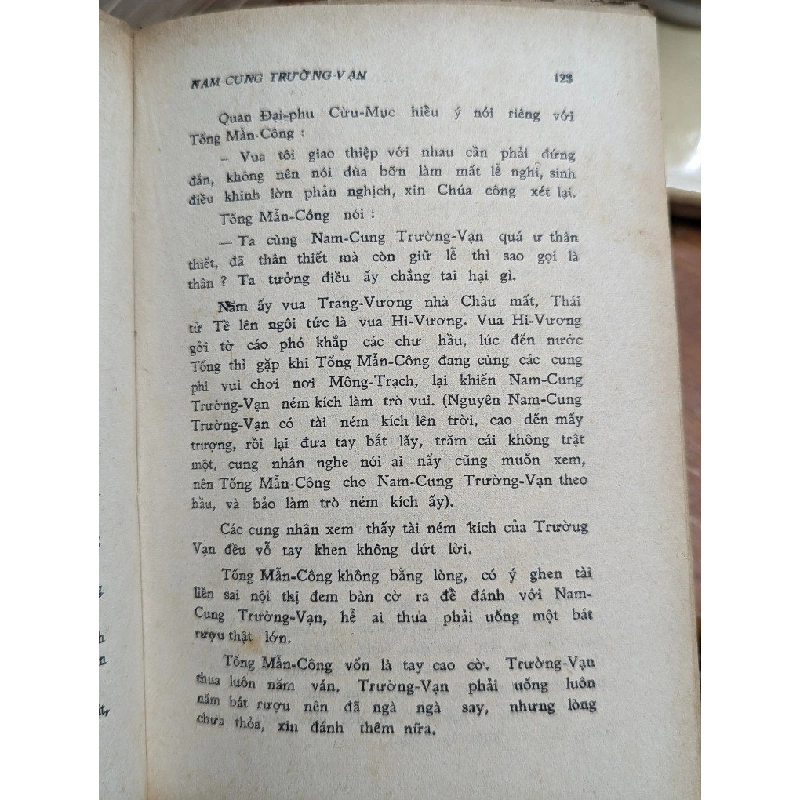 NAM CUNG TRƯỜNG-VẠN 123
Quan Đại-phu Cừu-Mục hiểu ý nói riêng với
Tống Mẫn-Công :
— Vua tôi giao thiệp với nhau cần phải đứng
đắn, không nên nói đùa bỡn làm mất lễ nghi, sinh
điều khinh lờn phản nghịch, xin Chúa công xét lại.
Tống Mẫn-Công nói :
— Ta cùng Nam-Cung Trường-Vạn quá ư thân
thiết, đã thân thiết mà còn giữ lễ thì sao gọi là
thân ? Ta tưởng điều ấy chẳng tai hại gì.
Năm ấy vua Trang-Vương nhà Châu mất, Thái
tử Tề lên ngôi tức là vua Hi-Vương. Vua Hi-Vương
gởi tờ cáo phó khắp các chư hầu, lúc đến nước
Tống thì gặp khi Tống Mẫn-Công đang cùng các cung
phi vui chơi nơi Mông-Trạch, lại khiến Nam-Cung
Trường-Vạn ném kích làm trò vui. (Nguyên Nam-Cung
Trường-Vạn có tài ném kích lên trời, cao đến mấy
trượng, rồi lại đưa tay bắt lấy, trăm cái không trật
một, cung nhân nghe nói ai nấy cũng muốn xem,
nên Tống Mẫn-Công cho Nam-Cung Trường-Vạn theo
hầu, và bảo làm trò ném kích ấy).
Các cung nhân xem thấy tài ném kích của Trường
Vạn đều vỗ tay khen không dứt lời.
Tống Mẫn-Công không bằng lòng, có ý ghen tài
liền sai nội thị đem bàn cờ ra để đánh với Nam-
Cung Trường-Vạn, hễ ai thua phải uống một bát
rượu thật lớn.
Tống Mẫn-Công vốn là tay cao cờ. Trường-Vạn
thua luôn năm ván. Trường-Vạn phải uống luôn
năm bát rượu nên đã ngà ngà say, nhưng lòng
chưa thỏa, xin đánh thêm nữa.